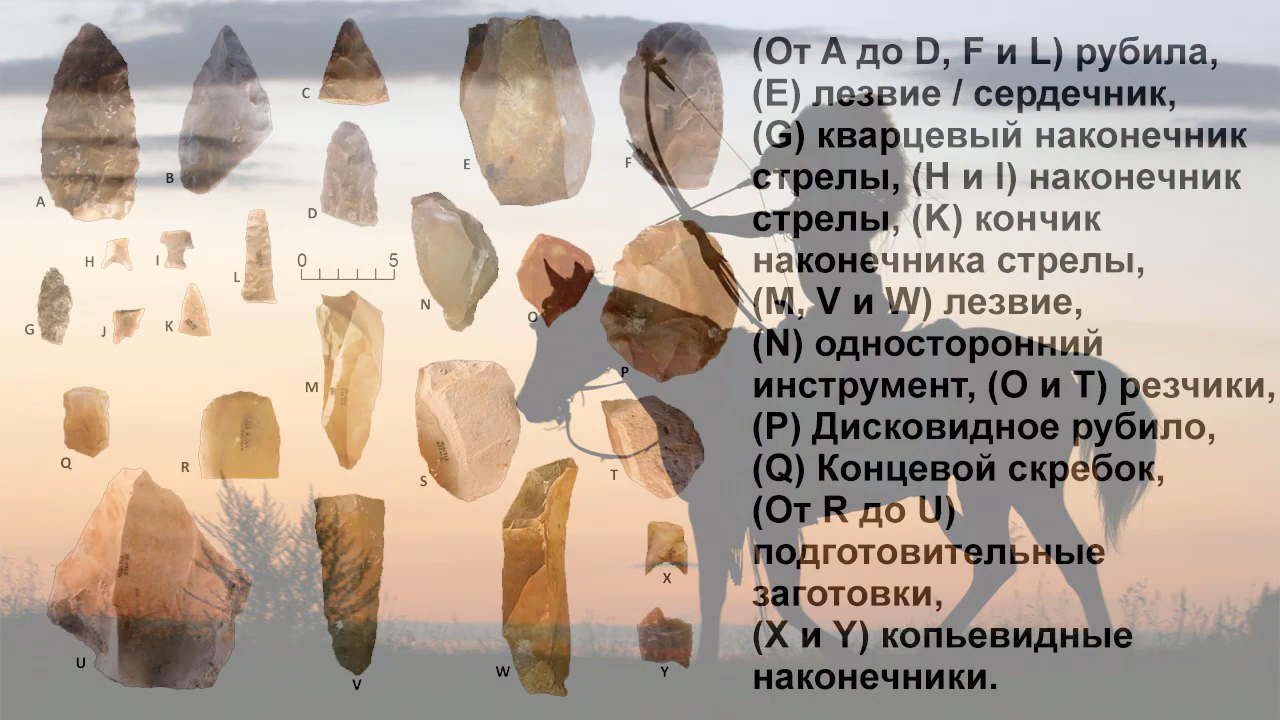 (От A до D, F и L) рубила,
(E) лезвие / сердечник,
(G) кварцевый наконечник
стрелы, (H и I) наконечник
стрелы, (K) кончик
наконечника стрелы,
(M, V и W) лезвие,
(N) односторонний
инструмент, (O и T) резчики,
(P) Дисковидное рубило,
(Q) Концевой скребок,
(От R до U)
подготовительные
заготовки,
(X и Y) копьевидные
наконечники.
A
B
C
D
E
F
G
H
I
J
K
L
0 5
M
N
O
P
Q
R
S
T
U
V
W
X
Y